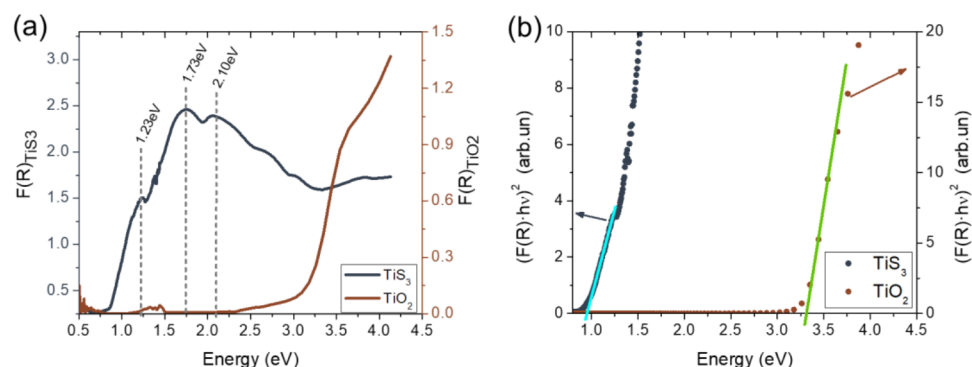 (a)
F(R)TiS3
3.0
2.5
2.0
1.5
1.0
0.5
1.23eV
1.73eV
2.10eV
TiS3
TiO2
1.5
1.2
0.9
0.6
0.3
0.0
F(R)TiO2
0.5 1.0 1.5 2.0 2.5 3.0 3.5 4.0 4.5
Energy (eV)
(b)
(F(R)·hν)² (arb.un)
10
8
6
4
2
0
TiS3
TiO2
20
15
10
5
0
(F(R)·hν)² (arb.un)
1.0 1.5 2.0 2.5 3.0 3.5 4.0 4.5
Energy (eV)